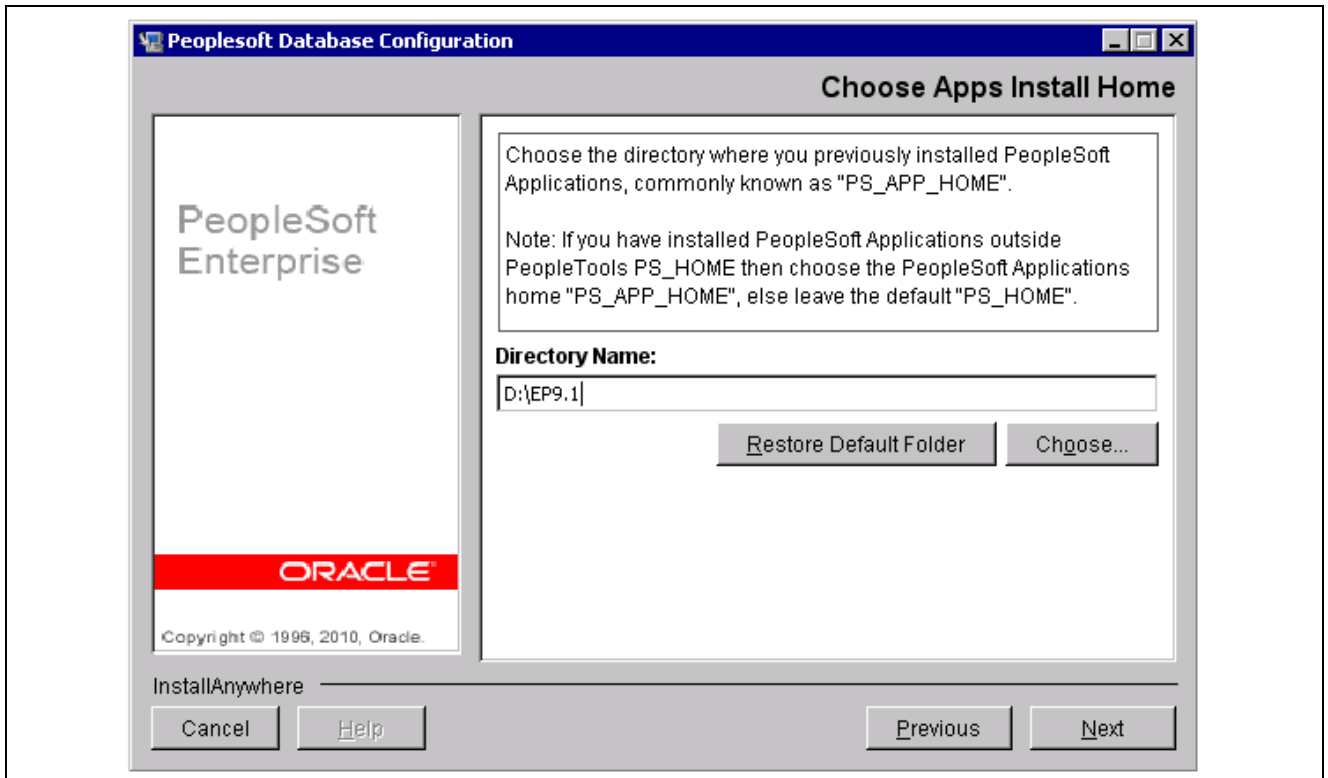 Peoplesoft Database Configuration
Choose Apps Install Home
PeopleSoft
Enterprise
ORACLE
Copyright © 1996, 2010, Oracle.
Choose the directory where you previously installed PeopleSoft
Applications, commonly known as "PS_APP_HOME".
Note: If you have installed PeopleSoft Applications outside
PeopleTools PS_HOME then choose the PeopleSoft Applications
home "PS_APP_HOME", else leave the default "PS_HOME".
Directory Name:
D:\EP9.1
Restore Default Folder
Choose...
InstallAnywhere
Cancel
Help
Previous
Next